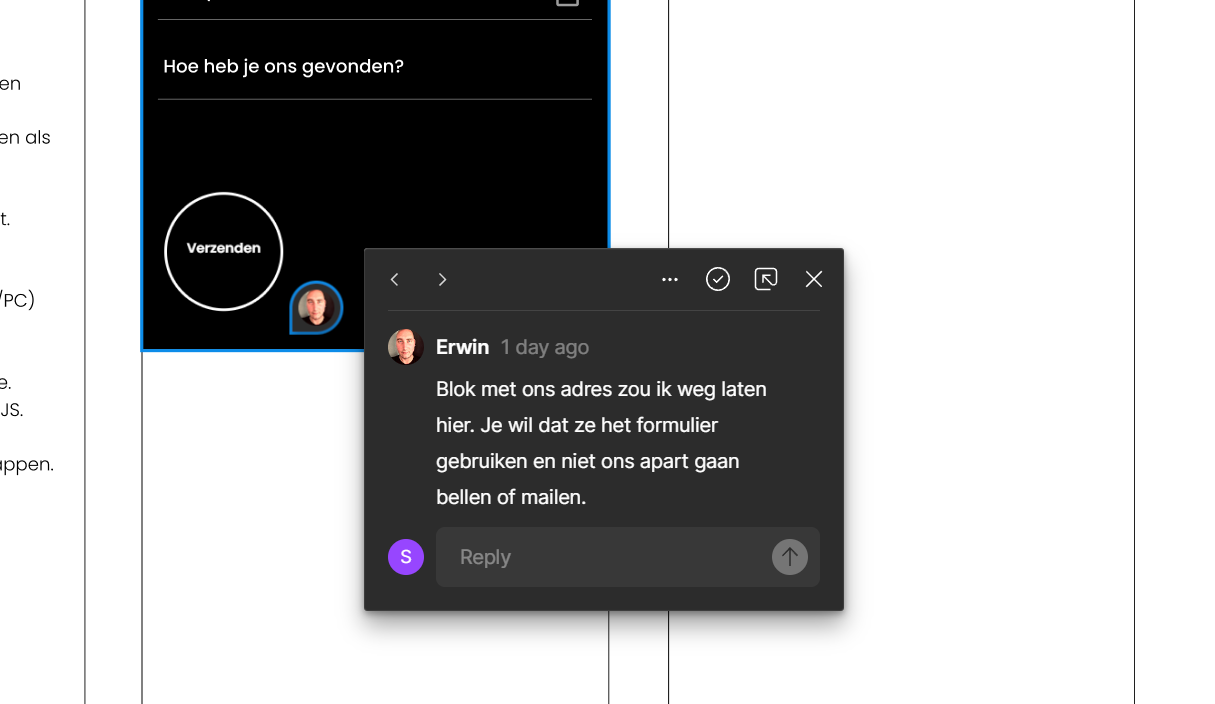 Hoe heb je ons gevonden?
en
en als
t.
/PC)
e.
JS.
appen.
Verzenden
Erwin 1 day ago
Blok met ons adres zou ik weg laten
hier. Je wil dat ze het formulier
gebruiken en niet ons apart gaan
bellen of mailen.
S
Reply